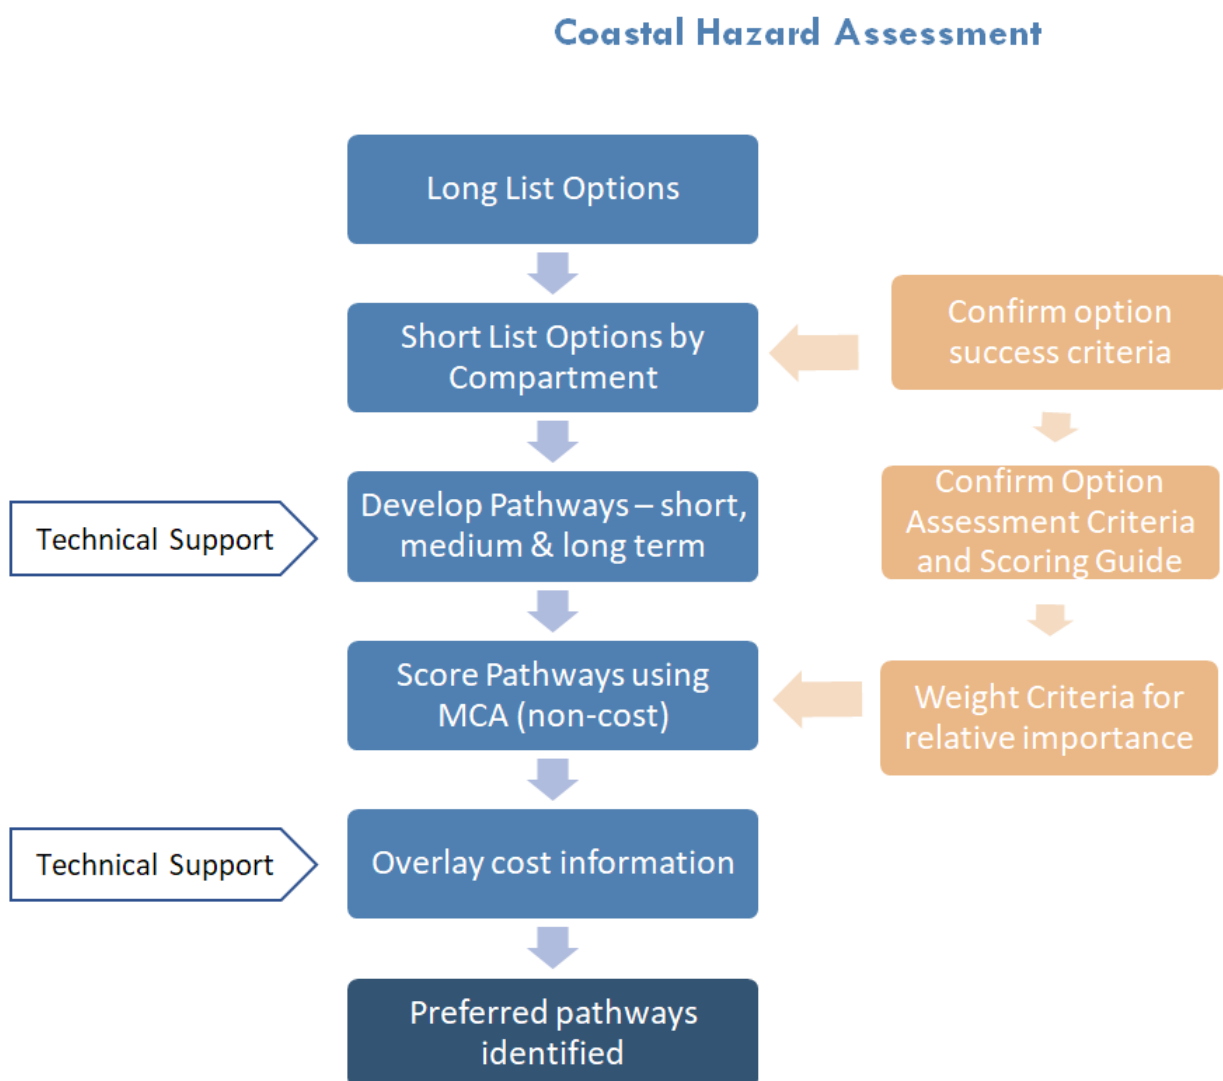 Coastal Hazard Assessment
Long List Options
Short List Options by
Compartment
Confirm option
success criteria
Technical Support
Develop Pathways – short,
medium & long term
Confirm Option
Assessment Criteria
and Scoring Guide
Score Pathways using
MCA (non-cost)
Weight Criteria for
relative importance
Technical Support
Overlay cost information
Preferred pathways
identified